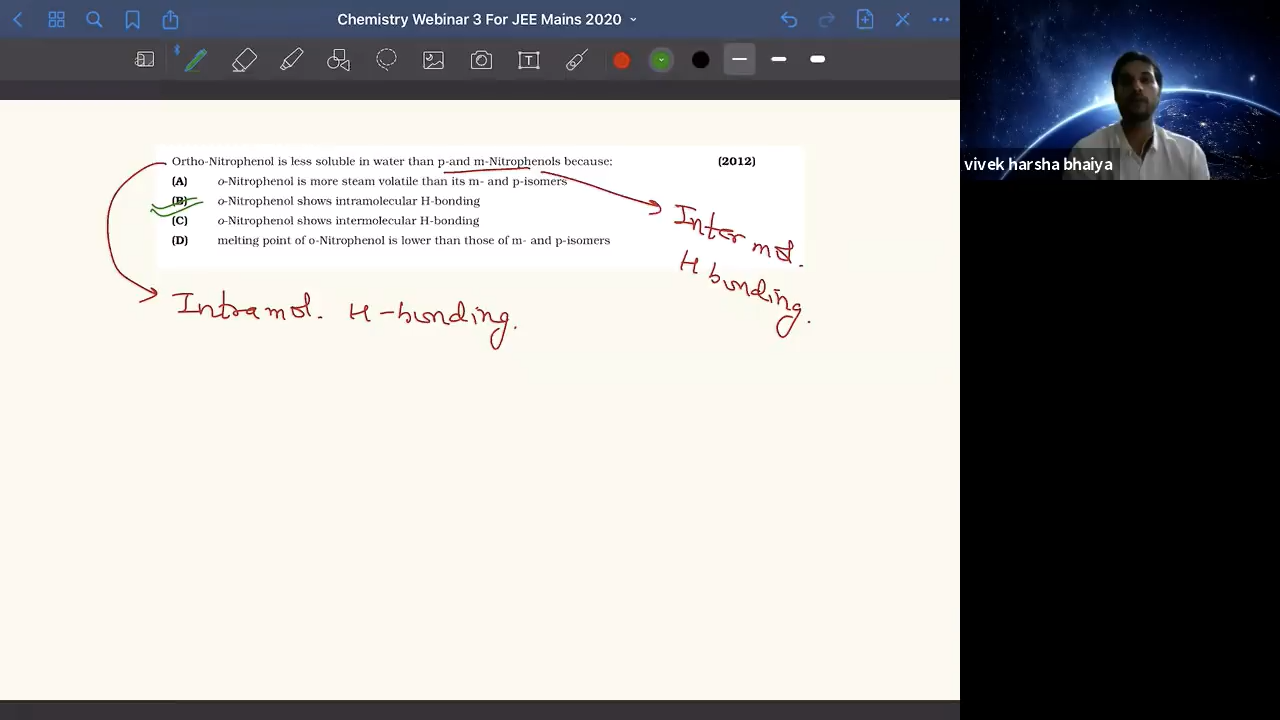 Chemistry Webinar 3 For JEE Mains 2020
T
vivek harsha bhaiya
Ortho-Nitrophenol is less soluble in water than p-and m-Nitrophenols because: (2012)
(A) o-Nitrophenol is more steam volatile than its m- and p-isomers
(B) o-Nitrophenol shows intramolecular H-bonding
(C) o-Nitrophenol shows intermolecular H-bonding
(D) melting point of o-Nitrophenol is lower than those of m- and p-isomers
Inter mol.
H bonding.
Intramol. H-bonding.